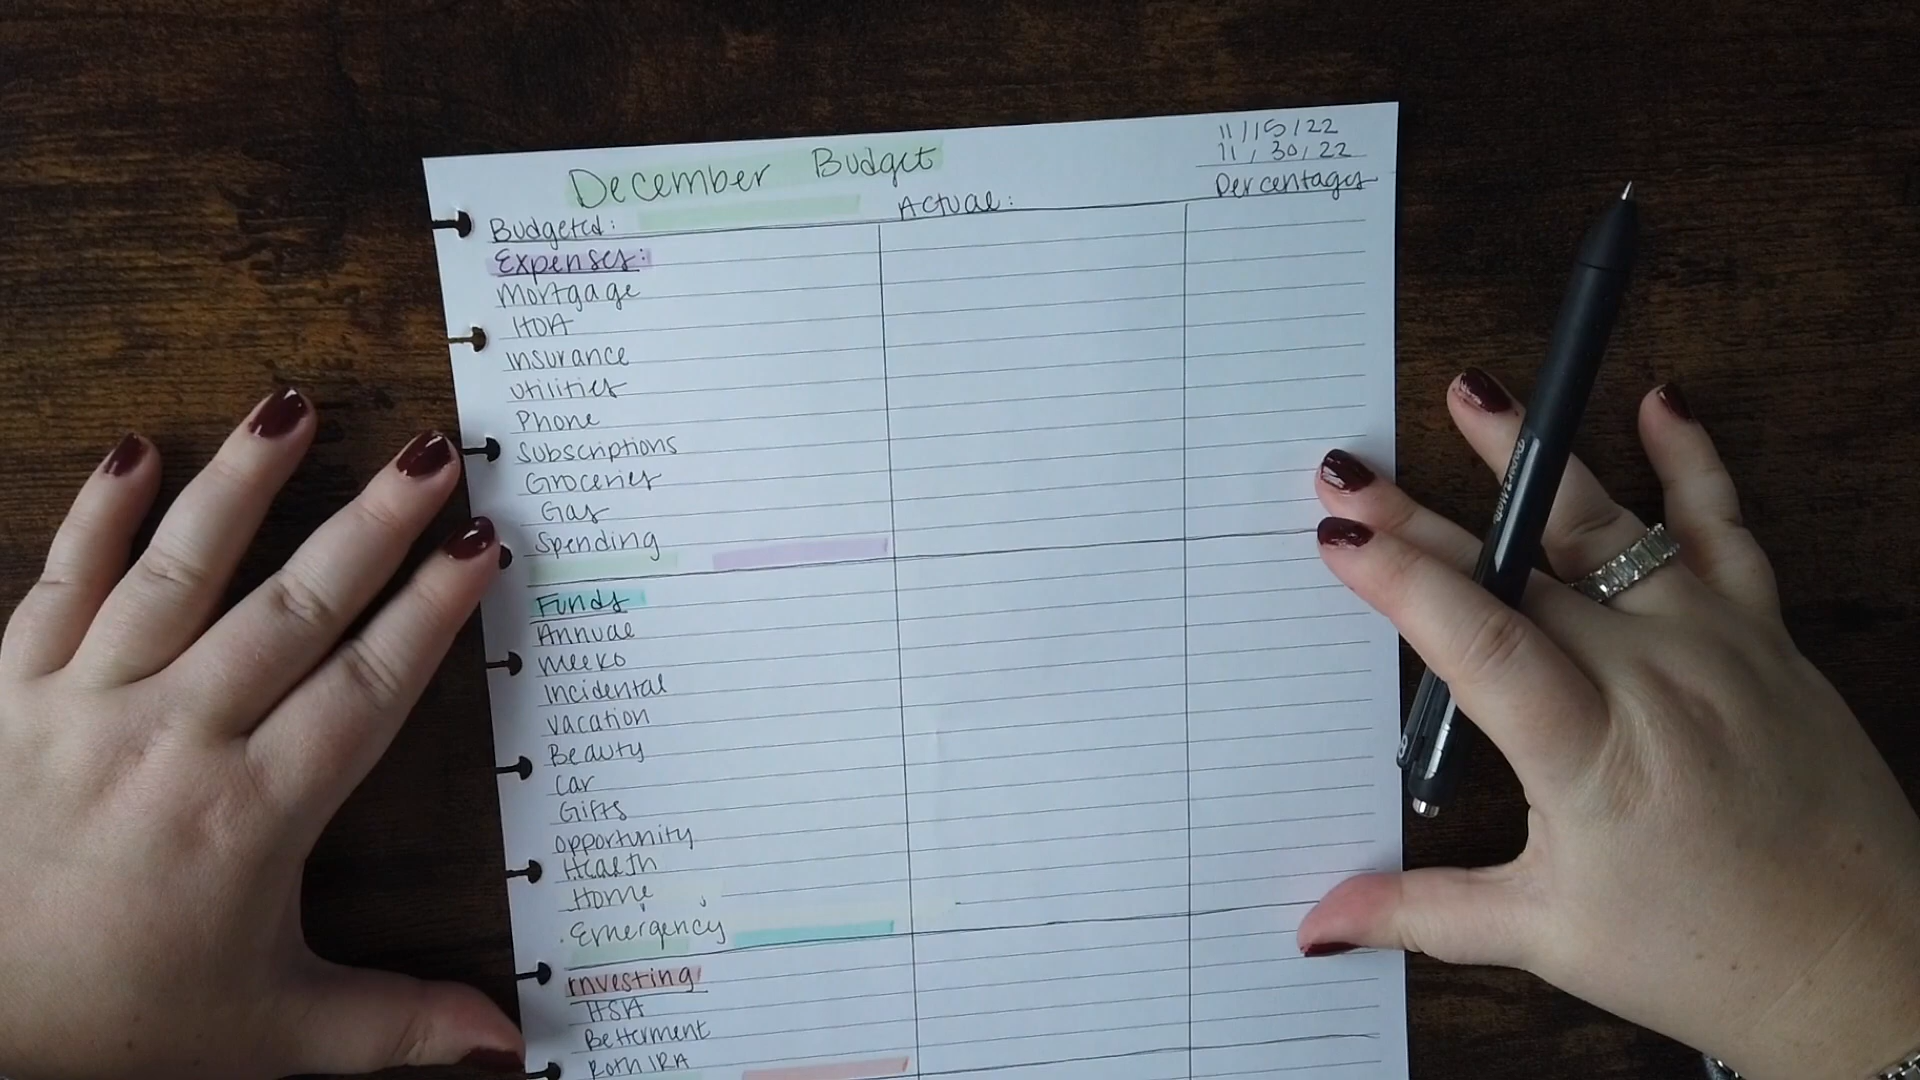 11/15/22
11/30/22
December Budget
Percentages
Budgeted:
Actual:
Expenses:
Mortgage
HOA
Insurance
Utilities
Phone
Subscriptions
Groceries
Gas
Spending
Funds
Annual
Meeko
Incidental
Vacation
Beauty
Car
Gifts
Opportunity
Health
Home
Emergency
Investing
HSA
Betterment
Roth IRA